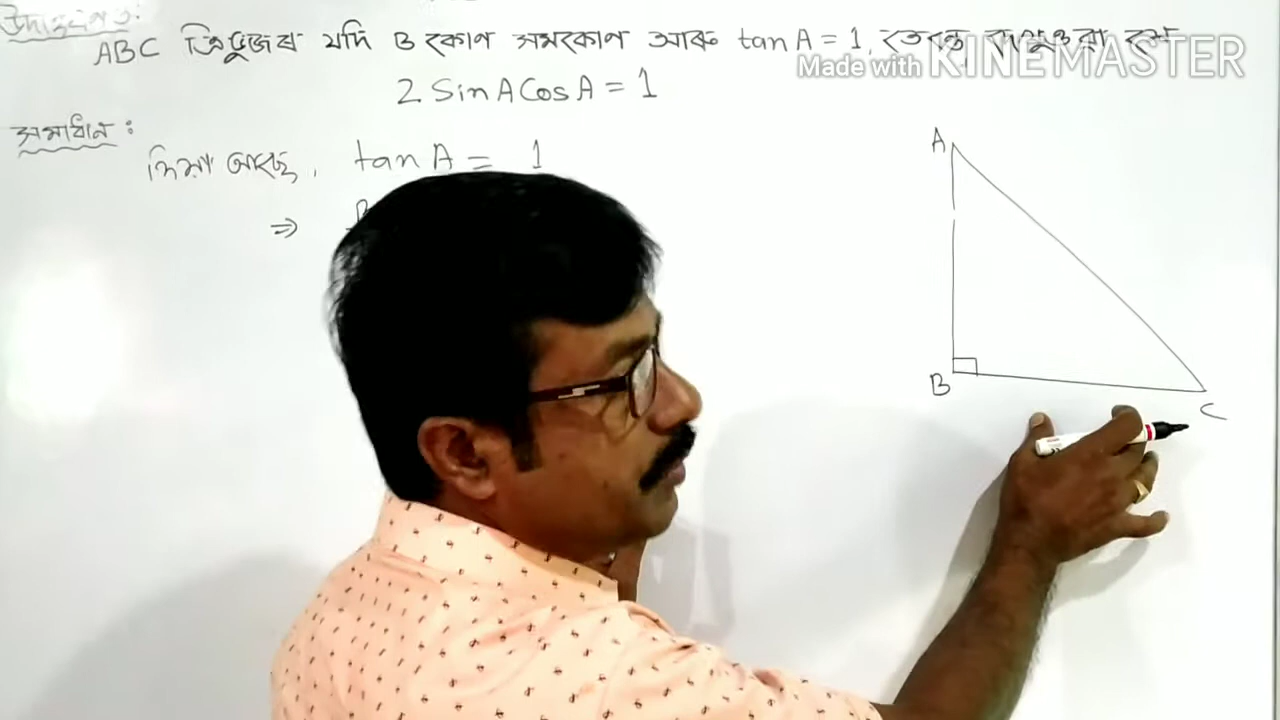 উদাহৰণ:
ABC ত্ৰিভুজৰ যদি B কোণ সমকোণ আৰু tan A = 1, তেন্তে দেখুওৱা যে
Made with KINEMASTER
2 Sin A Cos A = 1
সমাধান :
দিয়া আছে, tan A = 1
⇒
A
B
C